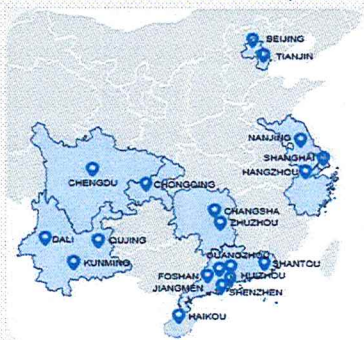 BEIJING
TIANJIN
NANJING
SHANGHAI
HANGZHOU
CHENGDU
CHONGQING
CHANGSHA
ZHUZHOU
DALI
QUJING
KUNMING
GUANGZHOU
SHANTOU
FOSHAN
HUIZHOU
JIANGMEN
SHENZHEN
HAIKOU